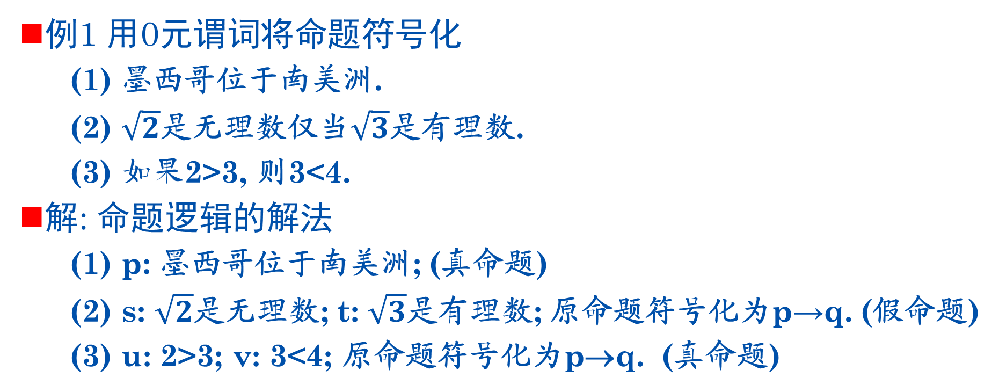 例1 用0元谓词将命题符号化
(1) 墨西哥位于南美洲.
(2) √2是无理数仅当√3是有理数.
(3) 如果2>3, 则3<4.
解: 命题逻辑的解法
(1) p: 墨西哥位于南美洲; (真命题)
(2) s: √2是无理数; t: √3是有理数; 原命题符号化为p→q. (假命题)
(3) u: 2>3; v: 3<4; 原命题符号化为p→q. (真命题)